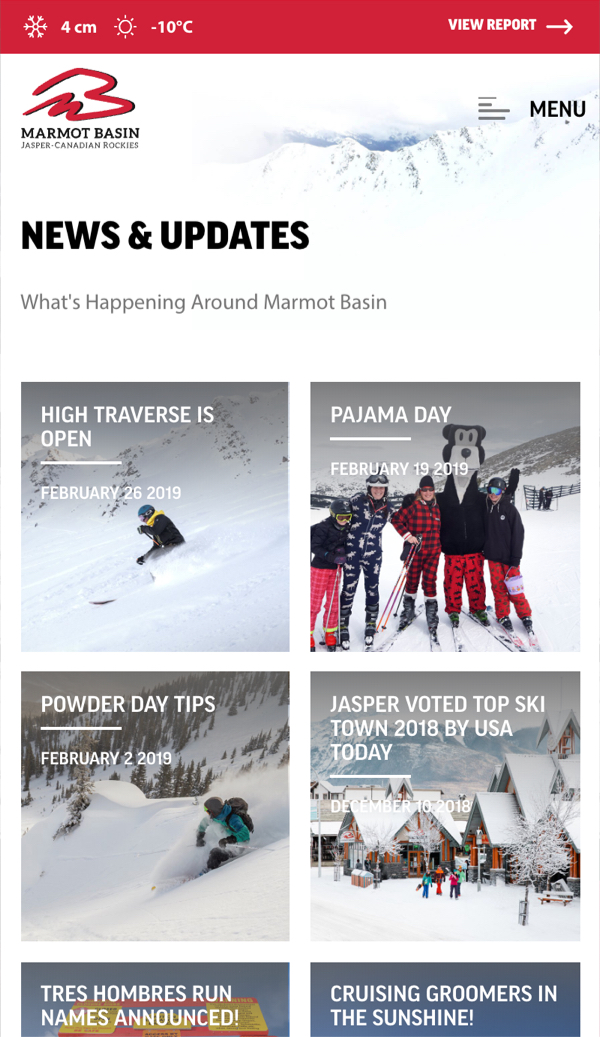 4 cm -10°C VIEW REPORT
MARMOT BASIN
JASPER·CANADIAN ROCKIES
MENU
NEWS & UPDATES
What's Happening Around Marmot Basin
HIGH TRAVERSE IS
OPEN
FEBRUARY 26 2019
PAJAMA DAY
FEBRUARY 19 2019
POWDER DAY TIPS
FEBRUARY 2 2019
JASPER VOTED TOP SKI
TOWN 2018 BY USA
TODAY
DECEMBER 10 2018
TRES HOMBRES RUN
NAMES ANNOUNCED!
CRUISING GROOMERS IN
THE SUNSHINE!